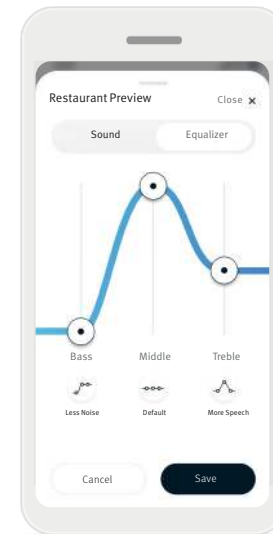 Restaurant Preview Close ×
Sound Equalizer
Bass Middle Treble
Less Noise Default More Speech
Cancel Save